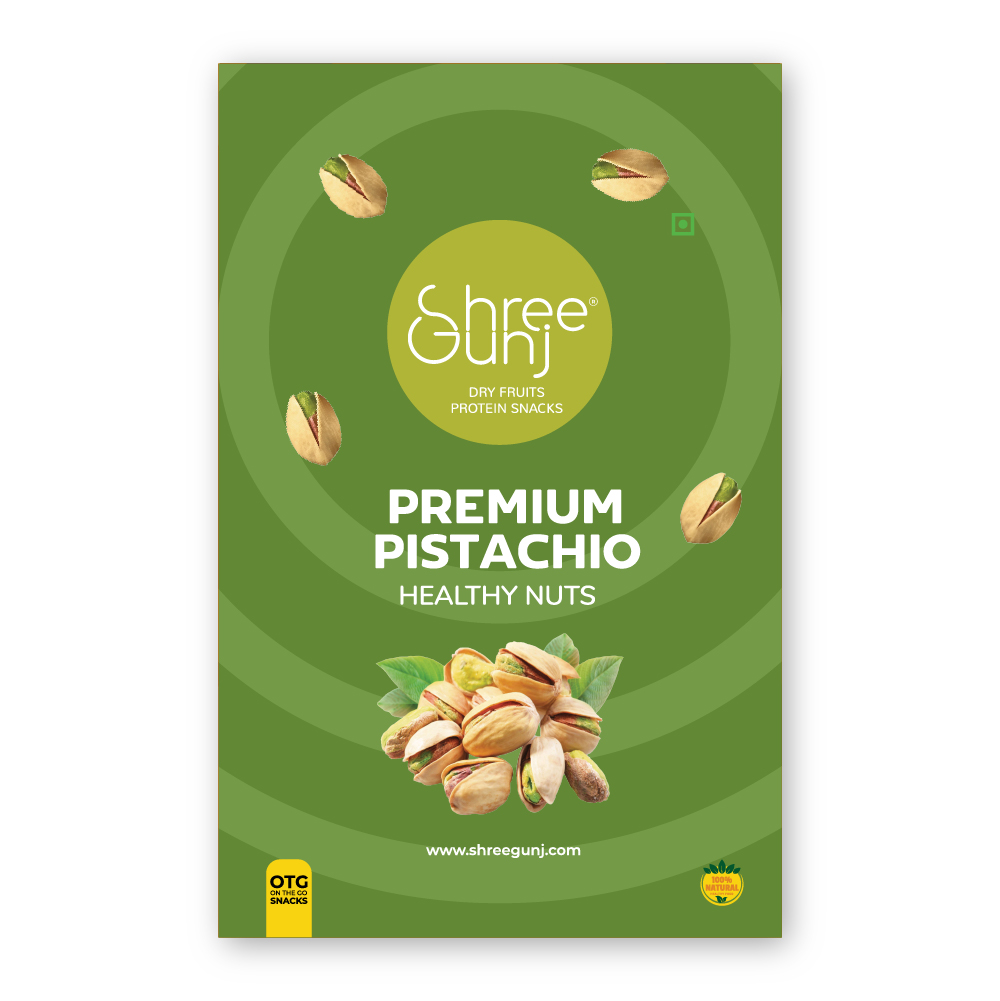 Shree®
Gunj
DRY FRUITS
PROTEIN SNACKS
PREMIUM
PISTACHIO
HEALTHY NUTS
www.shreegunj.com
OTG
ON THE GO
SNACKS
100%
NATURAL